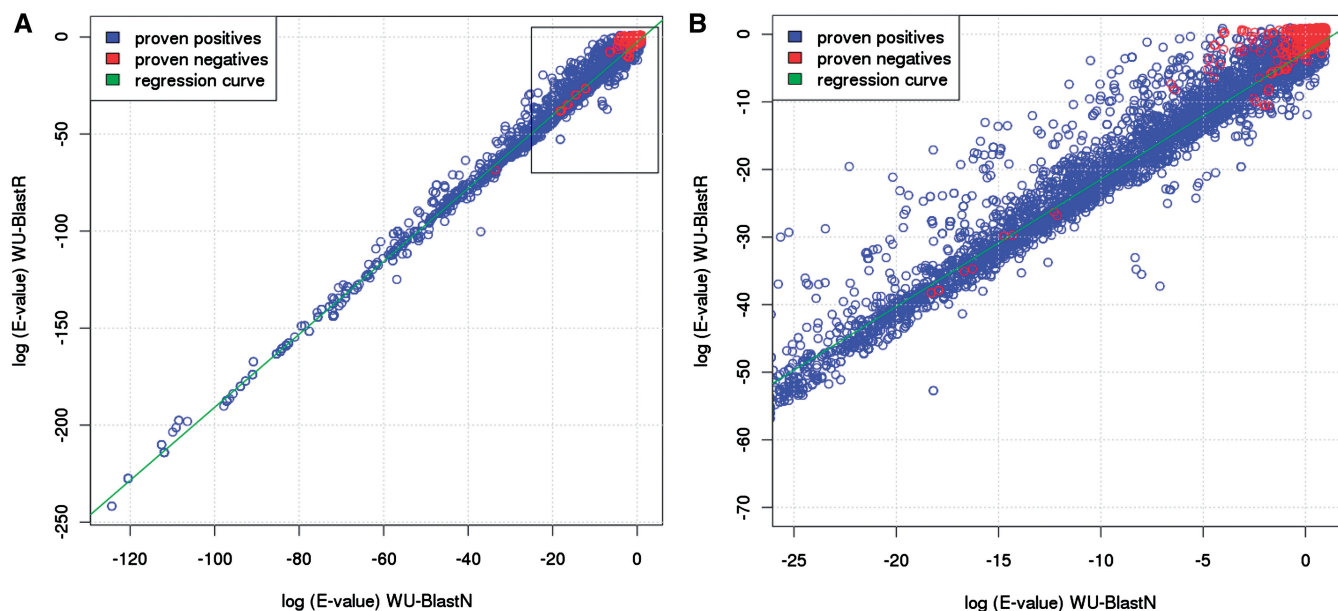 A
proven positives
proven negatives
regression curve
log (E-value) WU-BlastR
0
-50
-100
-150
-200
-250
-120
-100
-80
-60
-40
-20
0
log (E-value) WU-BlastN
B
proven positives
proven negatives
regression curve
log (E-value) WU-BlastR
0
-10
-20
-30
-40
-50
-60
-70
-25
-20
-15
-10
-5
0
log (E-value) WU-BlastN